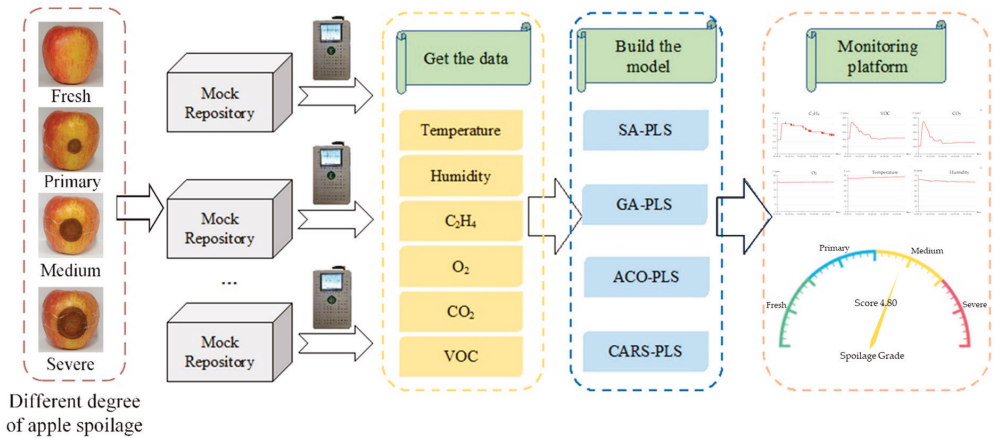 Fresh
Primary
Medium
Severe
Different degree
of apple spoilage
Mock
Repository
Mock
Repository
...
Mock
Repository
Get the data
Temperature
Humidity
C₂H₄
O₂
CO₂
VOC
Build the
model
SA-PLS
GA-PLS
ACO-PLS
CARS-PLS
Monitoring
platform
C₂H₄
VOC
CO₂
O₂
Temperature
Humidity
Primary
Medium
Fresh
Score 4.80
Severe
Spoilage Grade